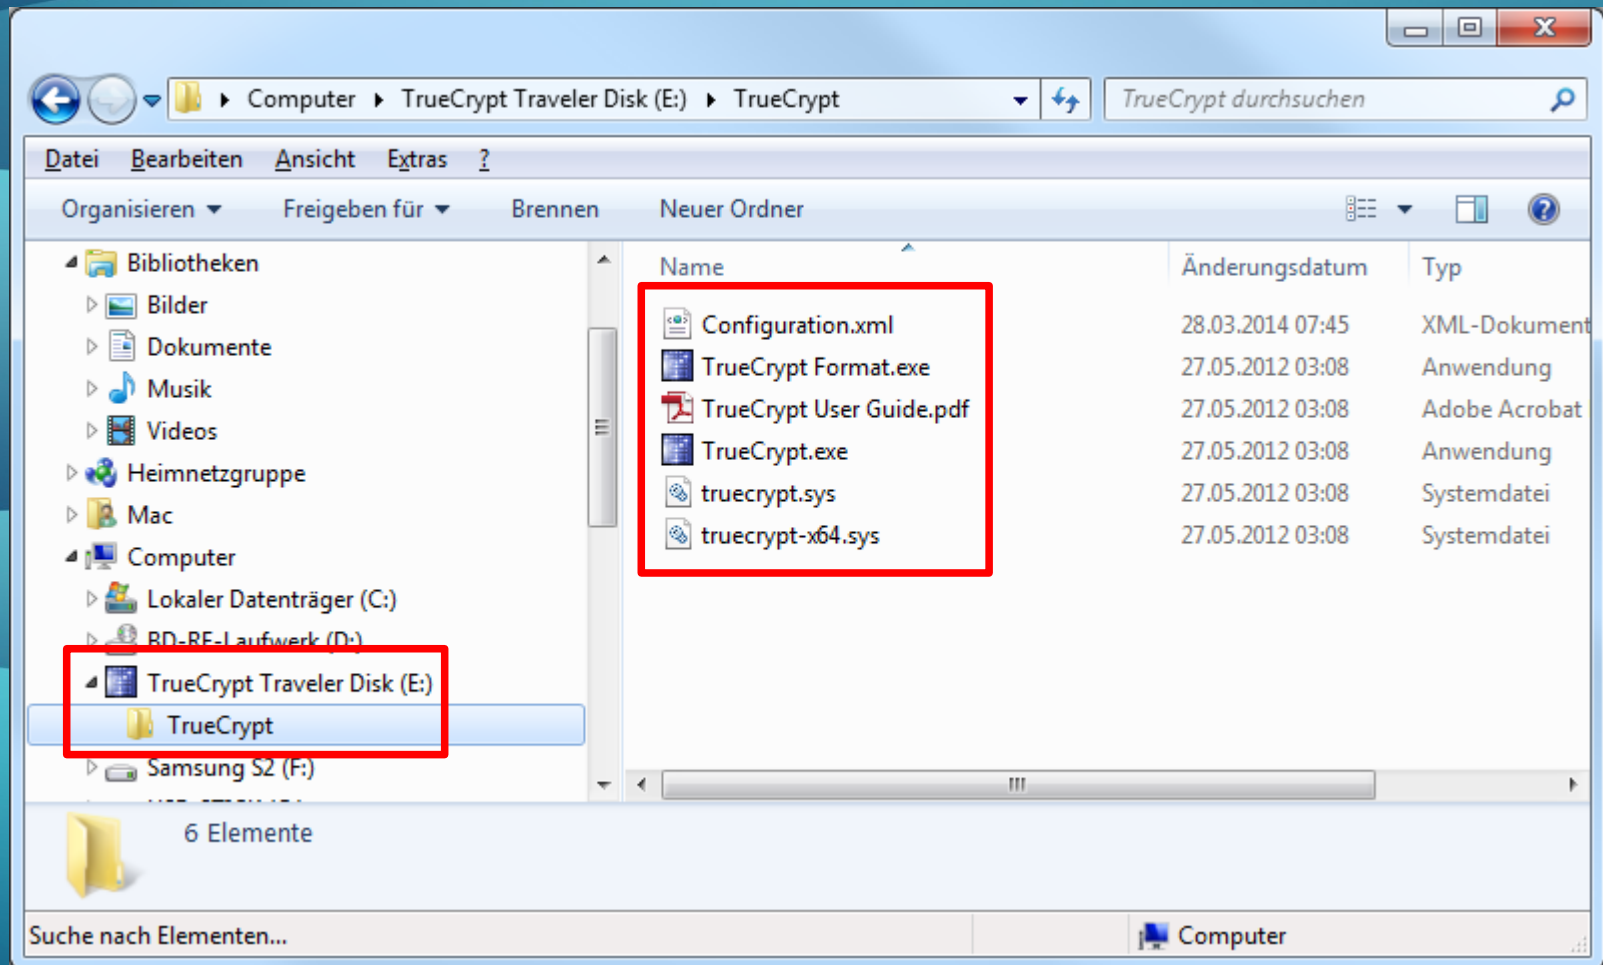 Computer ▸ TrueCrypt Traveler Disk (E:) ▸ TrueCrypt
TrueCrypt durchsuchen
Datei Bearbeiten Ansicht Extras ?
Organisieren Freigeben für Brennen Neuer Ordner
Bibliotheken
Bilder
Dokumente
Musik
Videos
Heimnetzgruppe
Mac
Computer
Lokaler Datenträger (C:)
BD-RE-Laufwerk (D:)
TrueCrypt Traveler Disk (E:)
TrueCrypt
Samsung S2 (F:)
Name Änderungsdatum Typ
Configuration.xml 28.03.2014 07:45 XML-Dokument
TrueCrypt Format.exe 27.05.2012 03:08 Anwendung
TrueCrypt User Guide.pdf 27.05.2012 03:08 Adobe Acrobat
TrueCrypt.exe 27.05.2012 03:08 Anwendung
truecrypt.sys 27.05.2012 03:08 Systemdatei
truecrypt-x64.sys 27.05.2012 03:08 Systemdatei
6 Elemente
Suche nach Elementen... Computer